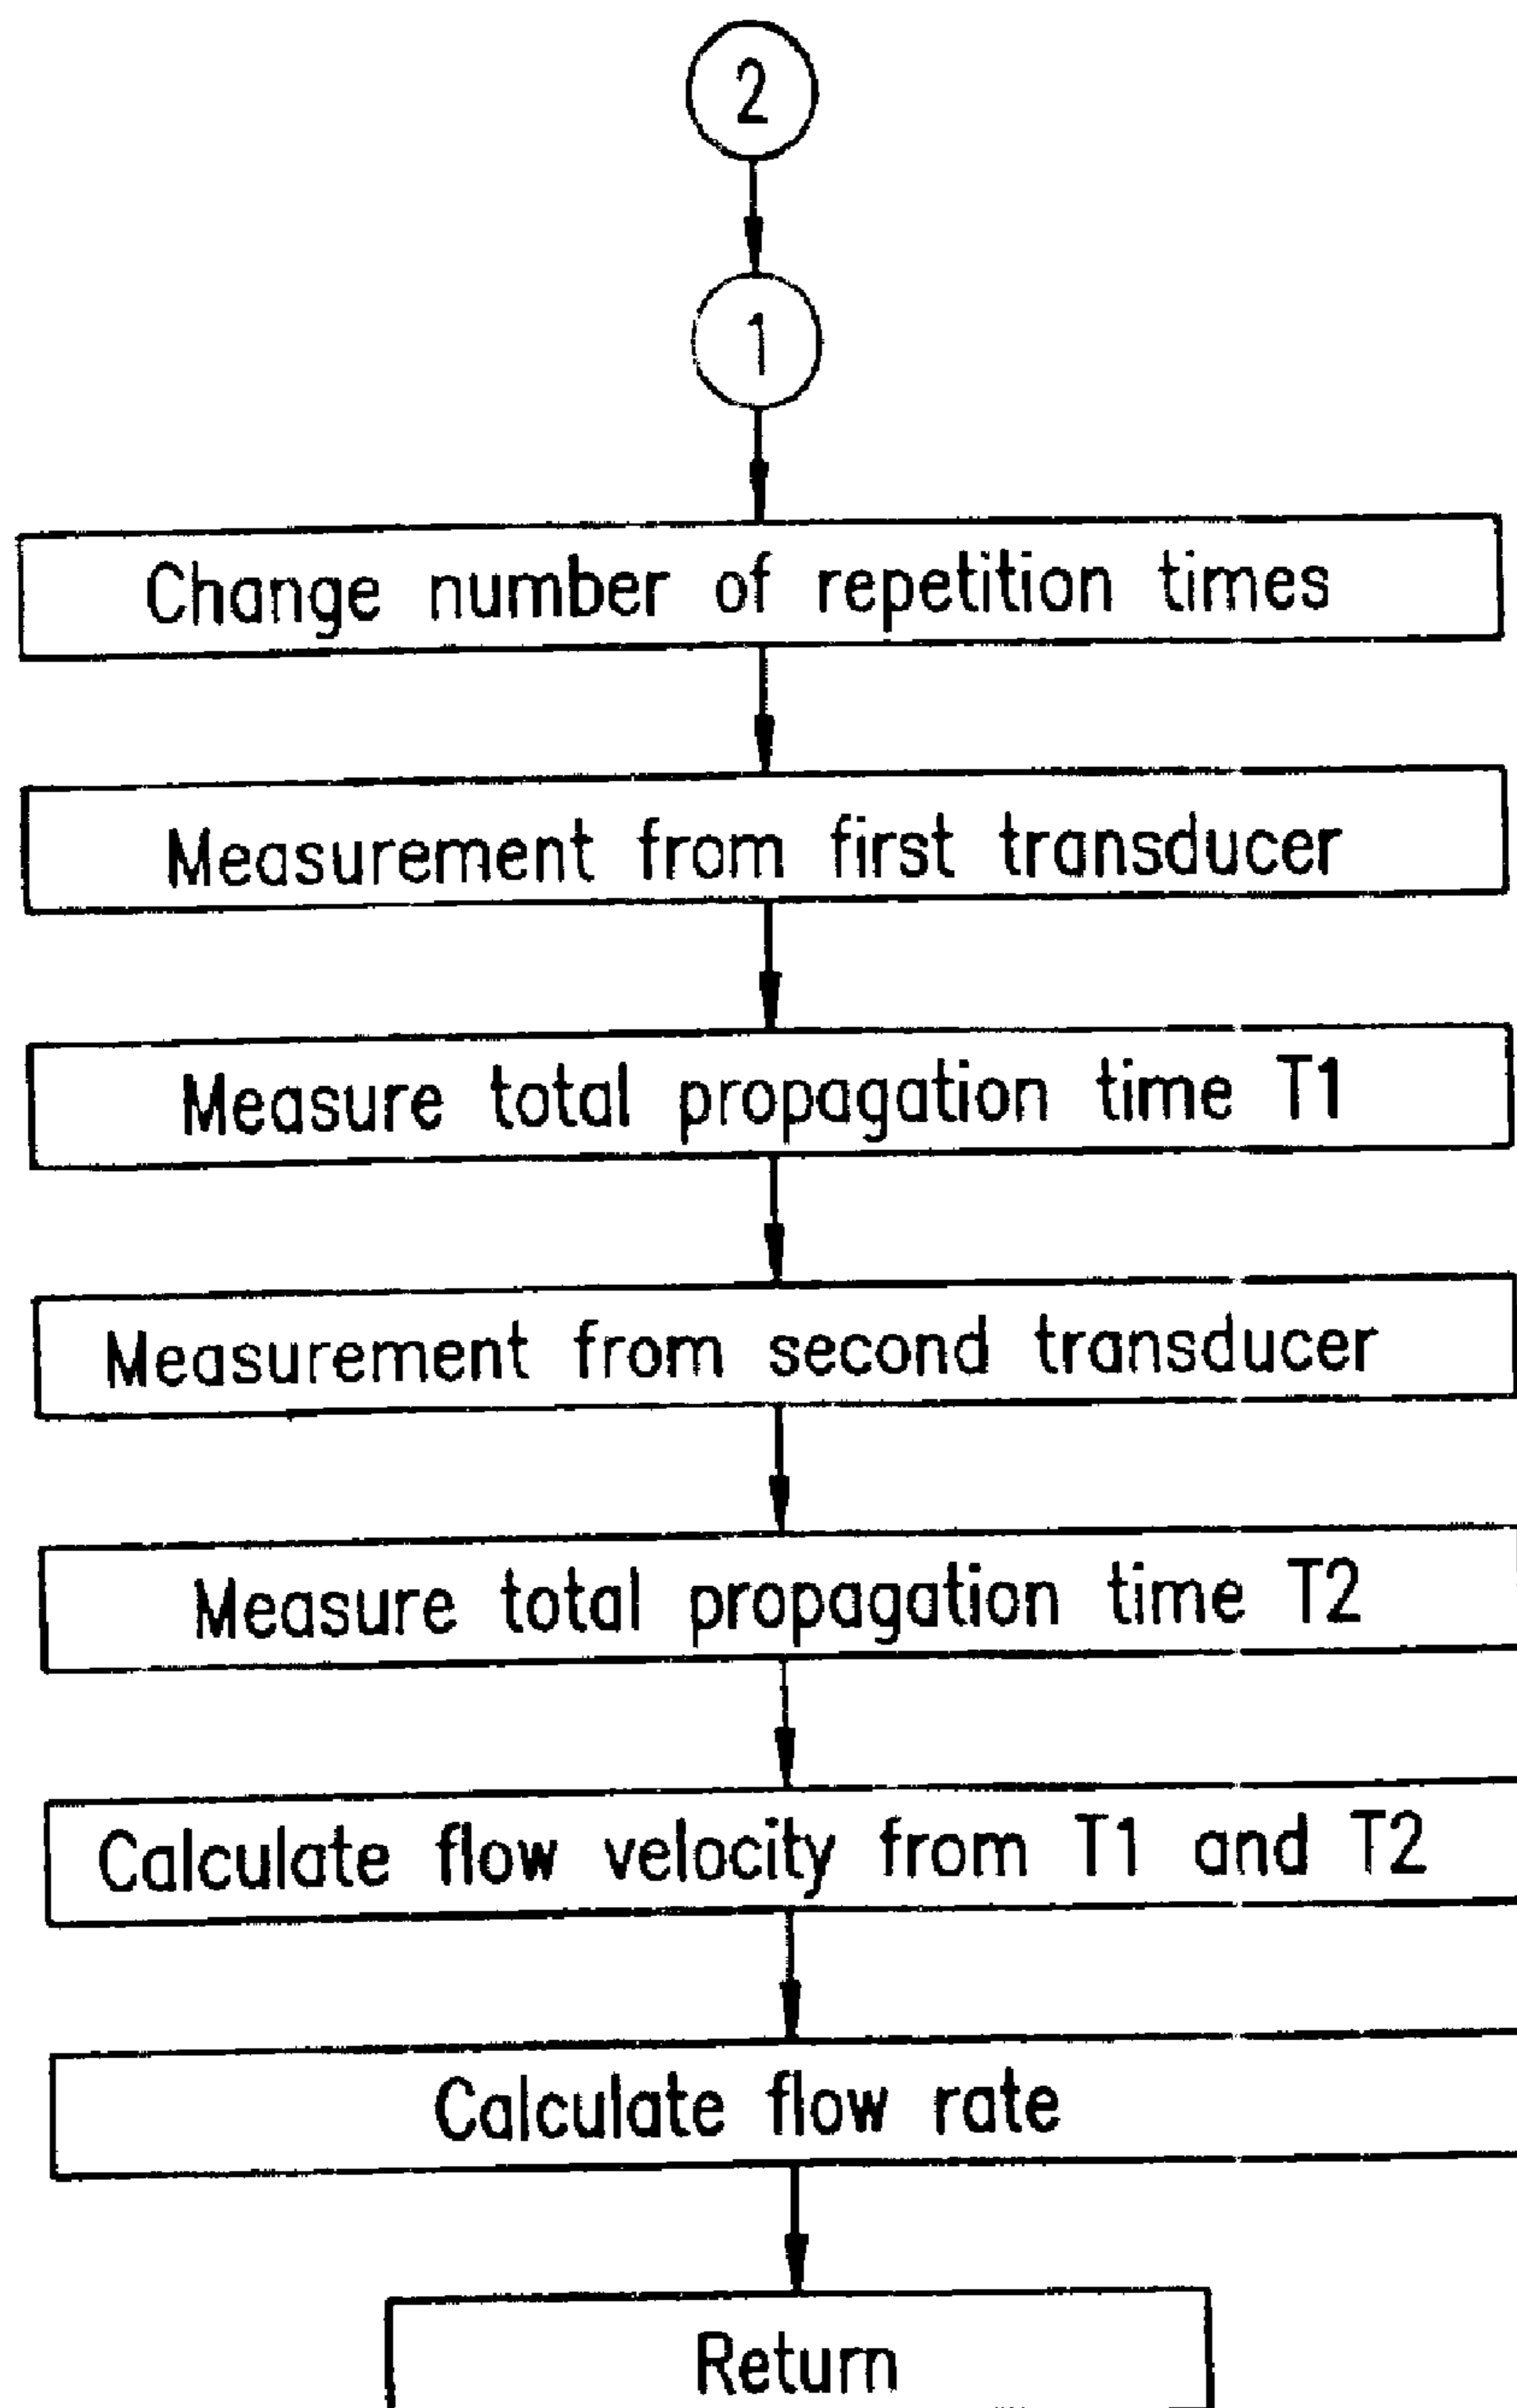 2
1
Change number of repetition times
Measurement from first transducer
Measure total propagation time T1
Measurement from second transducer
Measure total propagation time T2
Calculate flow velocity from T1 and T2
Calculate flow rate
Return